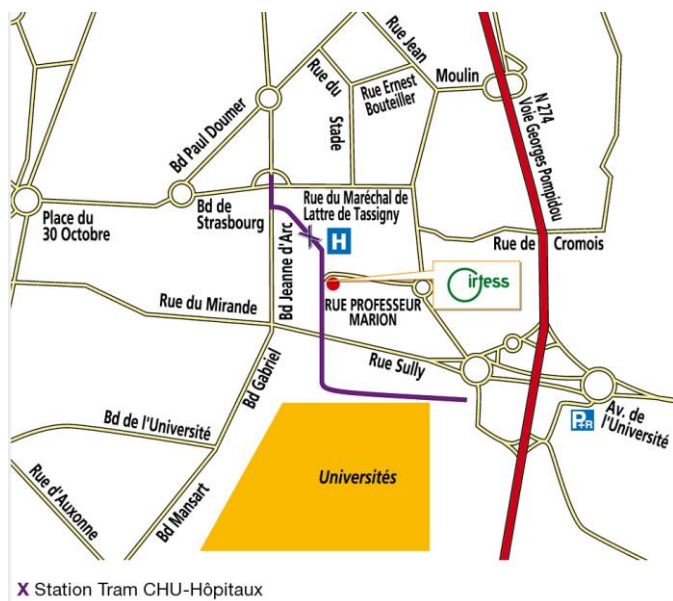 Rue Jean
Moulin
Rue du
Stade
Rue Ernest
Bouteiller
N 274
Voie Georges Pompidou
Bd Paul Doumer
Place du
30 Octobre
Bd de
Strasbourg
Rue du Maréchal de
Lattre de Tassigny
H
Rue de Cromois
Bd Jeanne d'Arc
irtess
RUE PROFESSEUR
MARION
Rue du Mirande
Rue Sully
Bd Gabriel
Bd de l'Université
Av. de
l'Université
P+R
Rue d'Auxonne
Bd Mansart
Universités
X Station Tram CHU-Hôpitaux